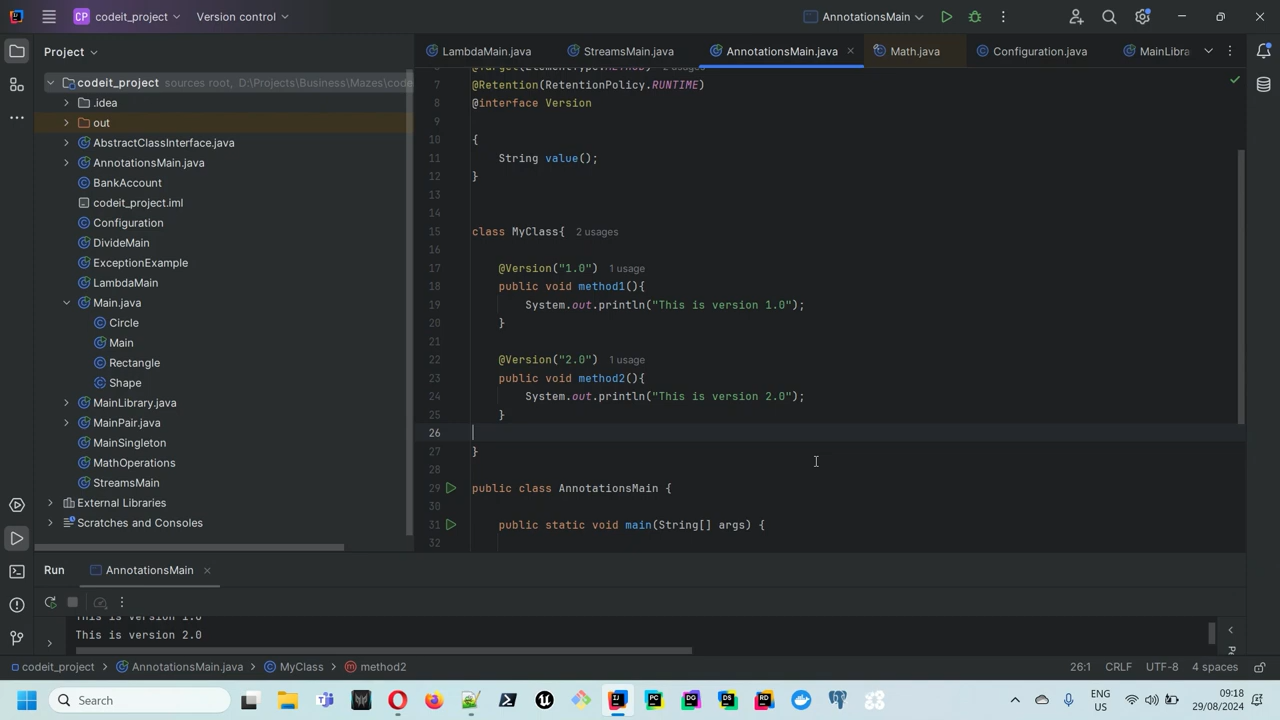 CP codeit_project Version control AnnotationsMain
Project
LambdaMain.java StreamsMain.java AnnotationsMain.java Math.java Configuration.java MainLibra
codeit_project sources root, D:\Projects\Business\Mazes\code
.idea
out
AbstractClassInterface.java
AnnotationsMain.java
BankAccount
codeit_project.iml
Configuration
DivideMain
ExceptionExample
LambdaMain
Main.java
Circle
Main
Rectangle
Shape
MainLibrary.java
MainPair.java
MainSingleton
MathOperations
StreamsMain
External Libraries
Scratches and Consoles
7 @Retention(RetentionPolicy.RUNTIME)
8 @interface Version
9
10 {
11 String value();
12 }
13
14
15 class MyClass{ 2 usages
16
17 @Version("1.0") 1 usage
18 public void method1(){
19 System.out.println("This is version 1.0");
20 }
21
22 @Version("2.0") 1 usage
23 public void method2(){
24 System.out.println("This is version 2.0");
25 }
26
27 }
28
29 public class AnnotationsMain {
30
31 public static void main(String[] args) {
32
Run AnnotationsMain
This is version 1.0
This is version 2.0
codeit_project AnnotationsMain.java MyClass method2 26:1 CRLF UTF-8 4 spaces
Search ENG US 09:18 29/08/2024